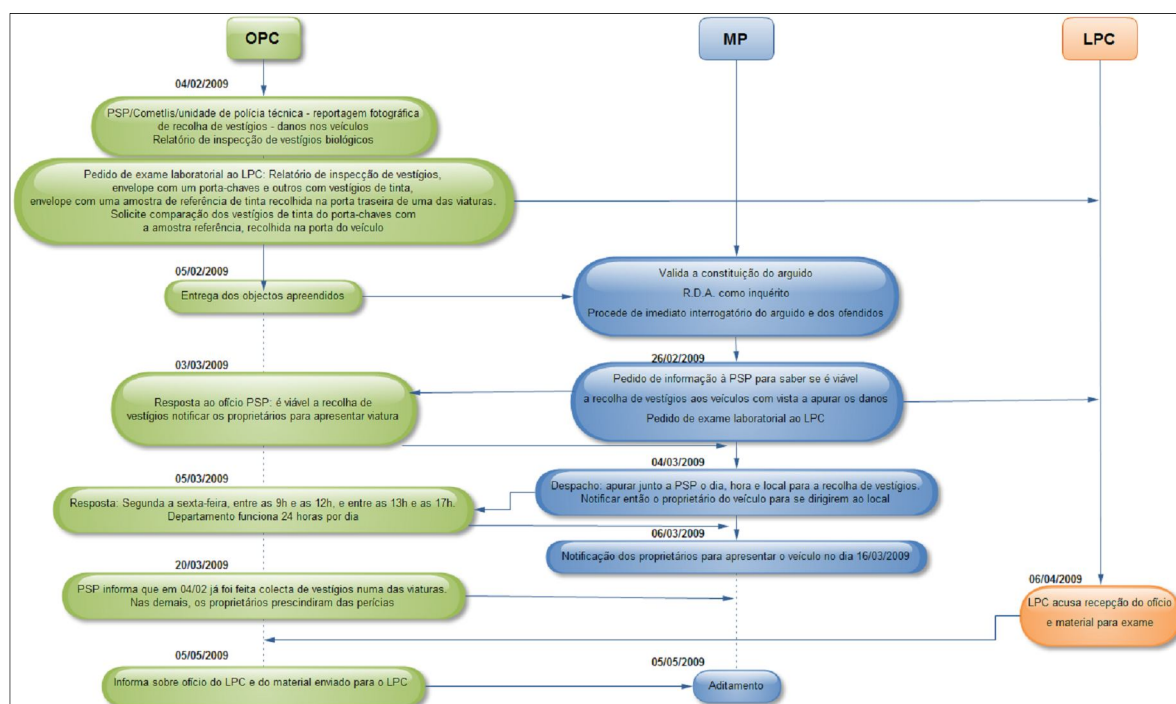 OPC
MP
LPC
04/02/2009
PSP/Cometlis/unidade de polícia técnica - reportagem fotográfica
de recolha de vestígios - danos nos veículos
Relatório de inspecção de vestígios biológicos
Pedido de exame laboratorial ao LPC: Relatório de inspecção de vestígios,
envelope com um porta-chaves e outros com vestígios de tinta,
envelope com uma amostra de referência de tinta recolhida na porta traseira de uma das viaturas.
Solicite comparação dos vestígios de tinta do porta-chaves com
a amostra referência, recolhida na porta do veículo
05/02/2009
Entrega dos objectos apreendidos
Valida a constituição do arguido
R.D.A. como inquérito
Procede de imediato interrogatório do arguido e dos ofendidos
03/03/2009
Resposta ao ofício PSP: é viável a recolha de
vestígios notificar os proprietários para apresentar viatura
26/02/2009
Pedido de informação à PSP para saber se é viável
a recolha de vestígios aos veículos com vista a apurar os danos
Pedido de exame laboratorial ao LPC
04/03/2009
Despacho: apurar junto a PSP o dia, hora e local para a recolha de vestígios.
Notificar então o proprietário do veículo para se dirigirem ao local
05/03/2009
Resposta: Segunda a sexta-feira, entre as 9h e as 12h, e entre as 13h e as 17h.
Departamento funciona 24 horas por dia
06/03/2009
Notificação dos proprietários para apresentar o veículo no dia 16/03/2009
20/03/2009
PSP informa que em 04/02 já foi feita colecta de vestígios numa das viaturas.
Nas demais, os proprietários prescindiram das perícias
06/04/2009
LPC acusa recepção do ofício
e material para exame
05/05/2009
Informa sobre ofício do LPC e do material enviado para o LPC
05/05/2009
Aditamento